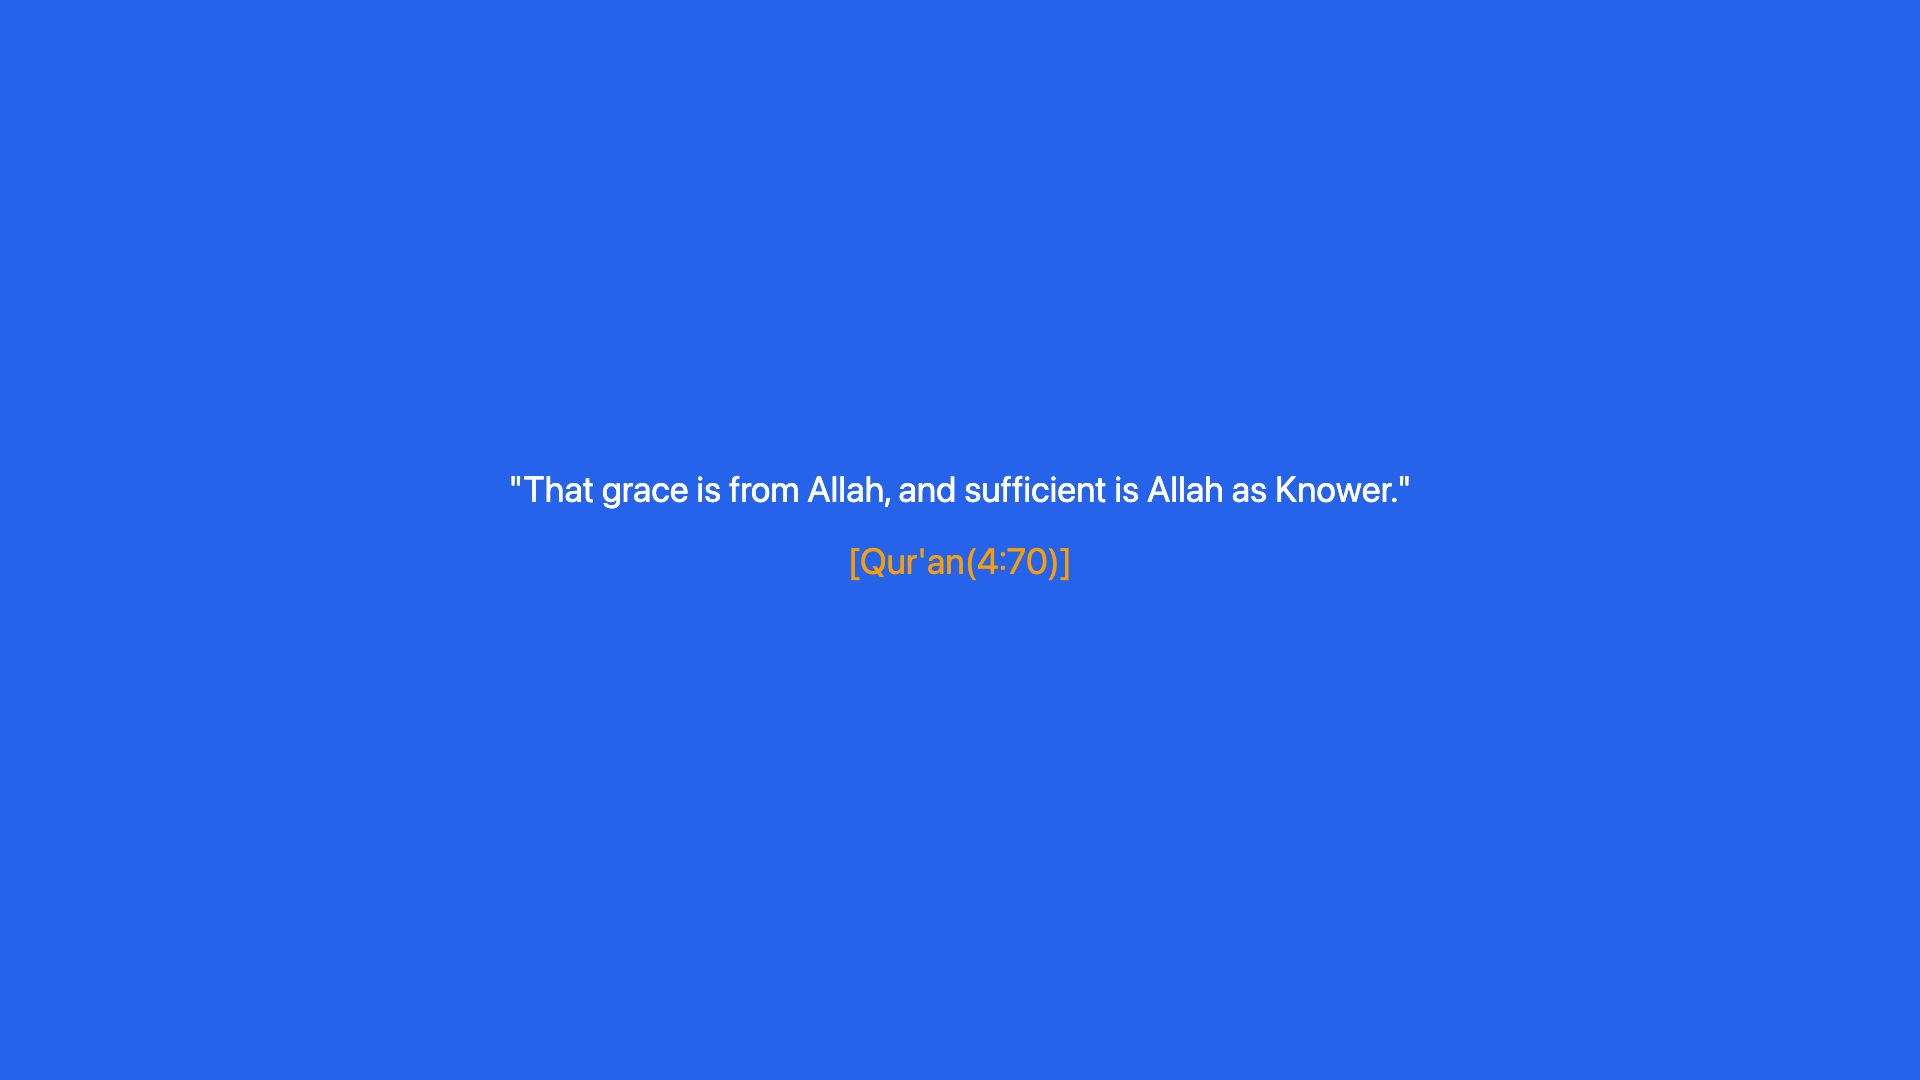 "That grace is from Allah, and sufficient is Allah as Knower."
[Qur'an(4:70)]